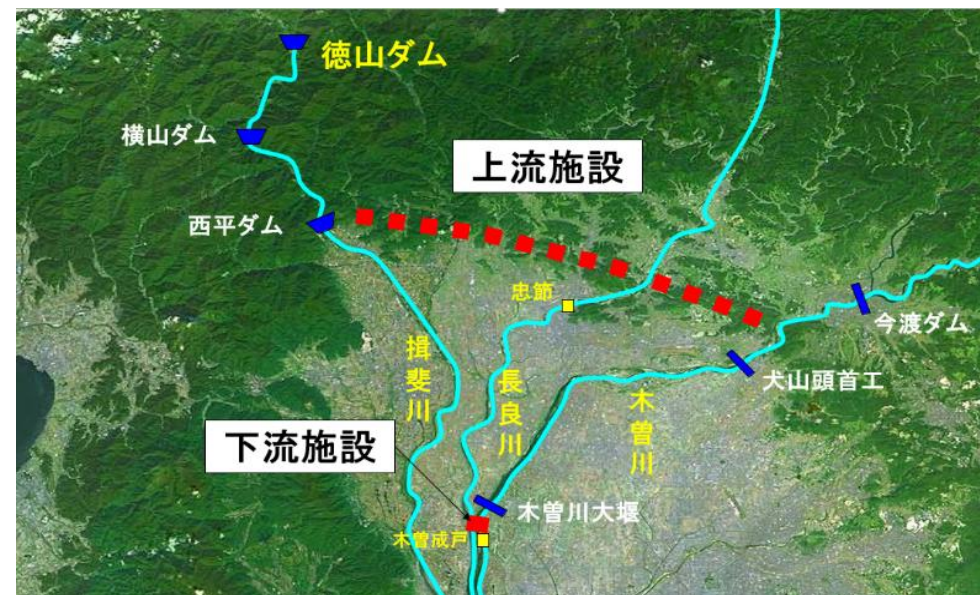 徳山ダム
横山ダム
上流施設
西平ダム
忠節
今渡ダム
揖斐川
長良川
犬山頭首工
木曽川
下流施設
木曽川大堰
木曽成戸